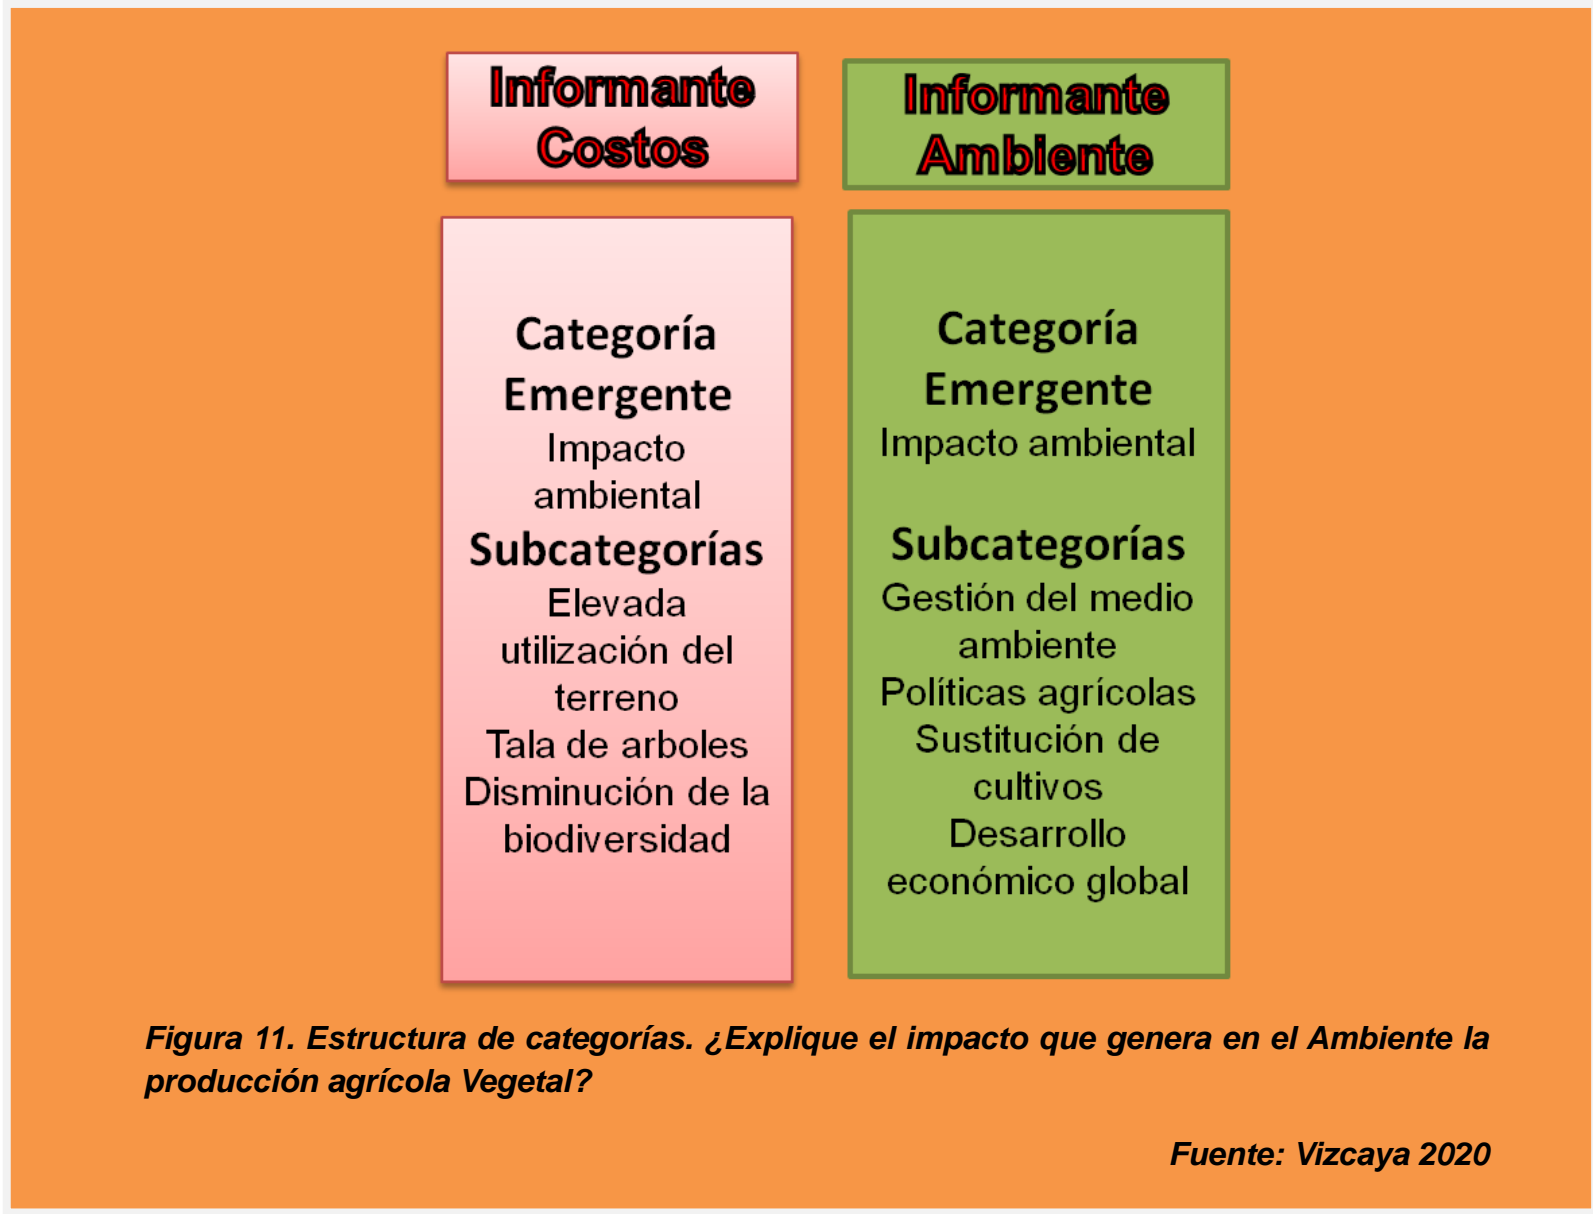 Informante
Costos
Informante
Ambiente
Categoría
Emergente
Impacto
ambiental
Subcategorías
Elevada
utilización del
terreno
Tala de arboles
Disminución de la
biodiversidad
Categoría
Emergente
Impacto ambiental
Subcategorías
Gestión del medio
ambiente
Políticas agrícolas
Sustitución de
cultivos
Desarrollo
económico global
Figura 11. Estructura de categorías. ¿Explique el impacto que genera en el Ambiente la
producción agrícola Vegetal?
Fuente: Vizcaya 2020